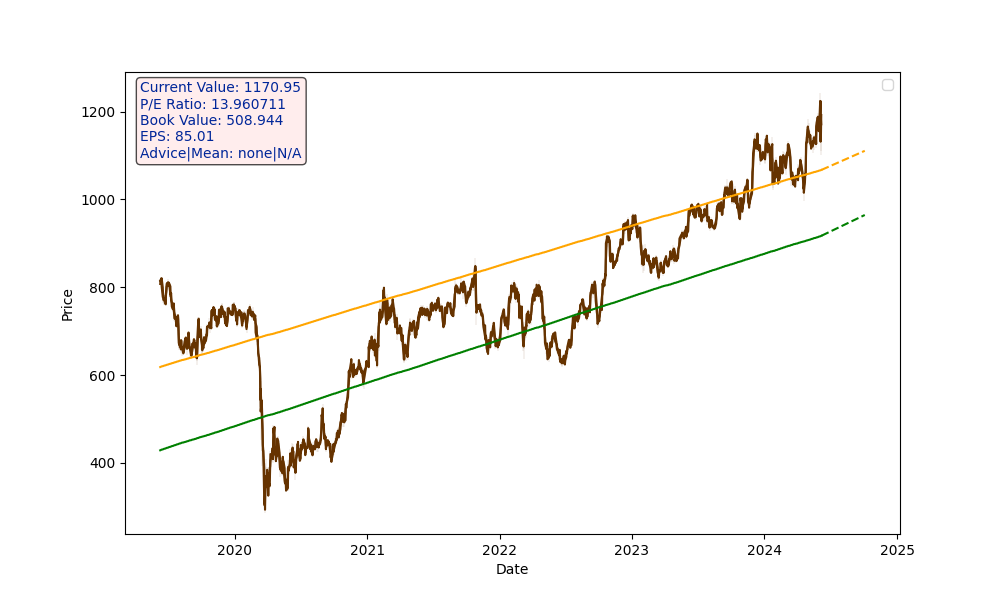 Current Value: 1170.95
P/E Ratio: 13.960711
Book Value: 508.944
EPS: 85.01
Advice|Mean: none|N/A
1200
1000
800
600
400
Price
2020 2021 2022 2023 2024 2025
Date